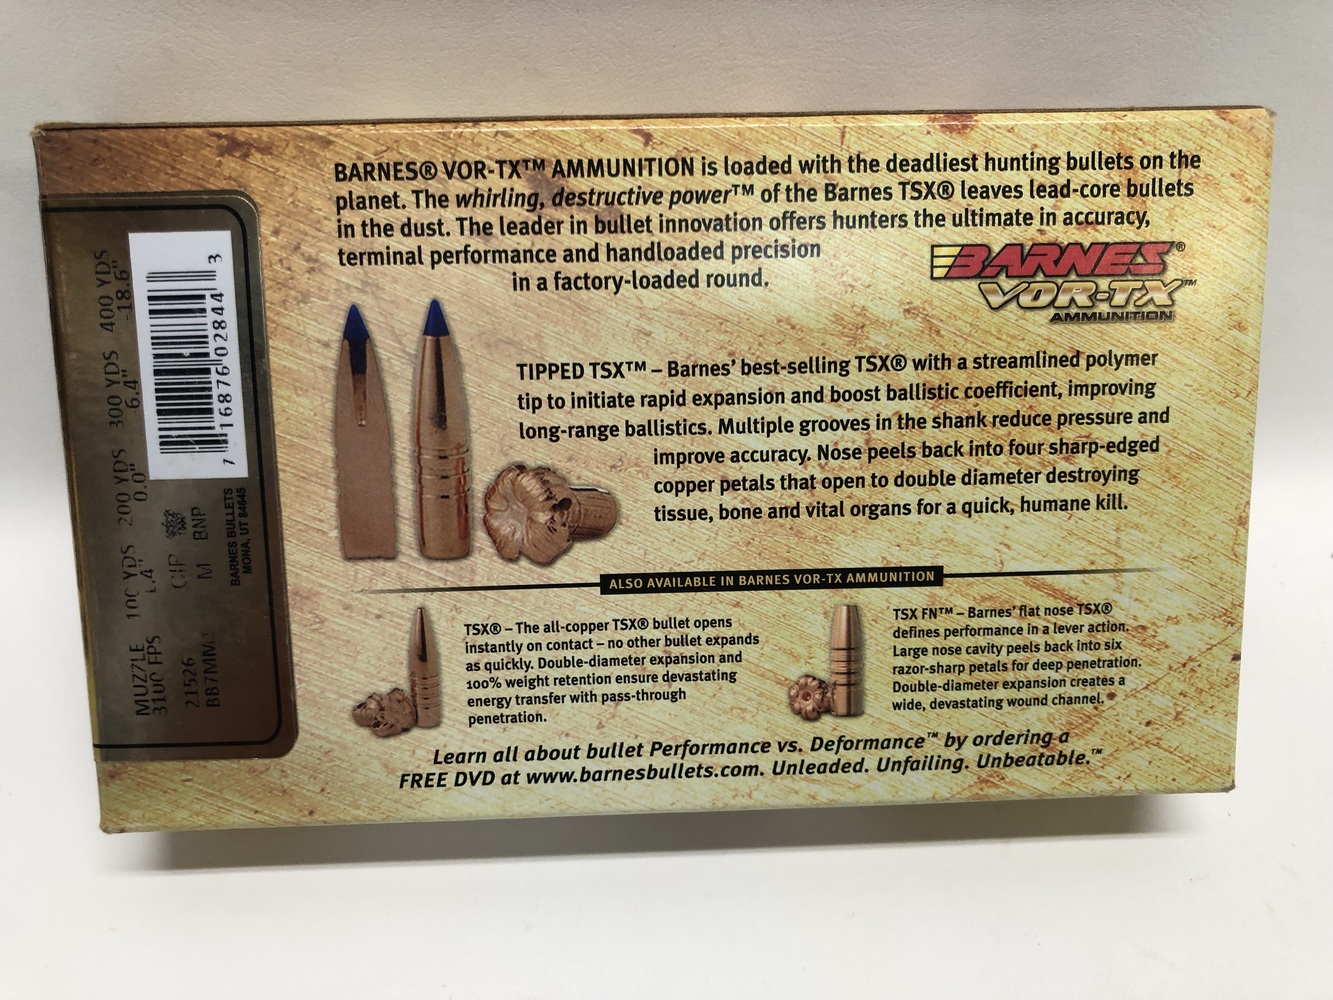 BARNES® VOR-TX™ AMMUNITION is loaded with the deadliest hunting bullets on the
planet. The whirling, destructive power™ of the Barnes TSX® leaves lead-core bullets
in the dust. The leader in bullet innovation offers hunters the ultimate in accuracy,
terminal performance and handloaded precision
in a factory-loaded round.
BARNES®
VOR-TX™
AMMUNITION
TIPPED TSX™ – Barnes' best-selling TSX® with a streamlined polymer
tip to initiate rapid expansion and boost ballistic coefficient, improving
long-range ballistics. Multiple grooves in the shank reduce pressure and
improve accuracy. Nose peels back into four sharp-edged
copper petals that open to double diameter destroying
tissue, bone and vital organs for a quick, humane kill.
ALSO AVAILABLE IN BARNES VOR-TX AMMUNITION
TSX® – The all-copper TSX® bullet opens
instantly on contact – no other bullet expands
as quickly. Double-diameter expansion and
100% weight retention ensure devastating
energy transfer with pass-through
penetration.
TSX FN™ – Barnes' flat nose TSX®
defines performance in a lever action.
Large nose cavity peels back into six
razor-sharp petals for deep penetration.
Double-diameter expansion creates a
wide, devastating wound channel.
Learn all about bullet Performance vs. Deformance™ by ordering a
FREE DVD at www.barnesbullets.com. Unleaded. Unfailing. Unbeatable.™
MUZZLE 100 YDS 200 YDS 300 YDS 400 YDS
3100 FPS 0.0" 6.4" -18.6"
21526 CIP
M BNP
BARNES BULLETS
MONA, UT 84645
7 16876 02844 3